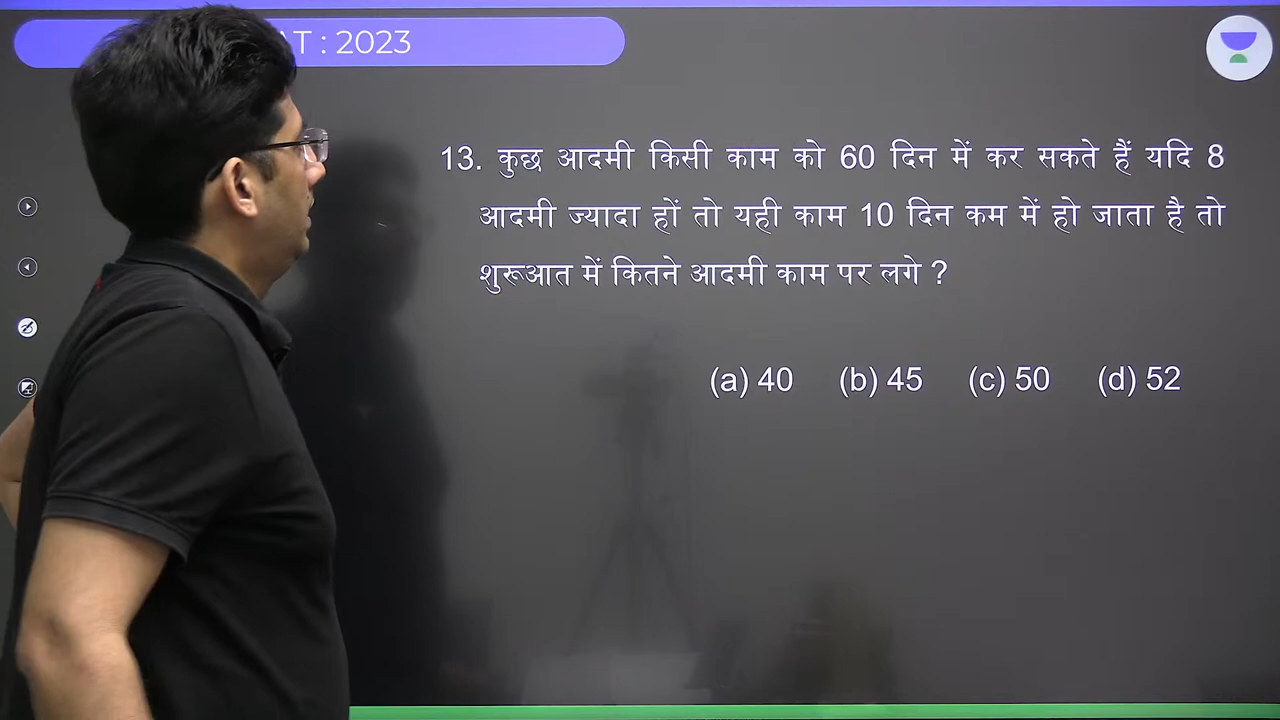 AT : 2023
13. कुछ आदमी किसी काम को 60 दिन में कर सकते हैं यदि 8
आदमी ज्यादा हों तो यही काम 10 दिन कम में हो जाता है तो
शुरूआत में कितने आदमी काम पर लगे ?
(a) 40 (b) 45 (c) 50 (d) 52